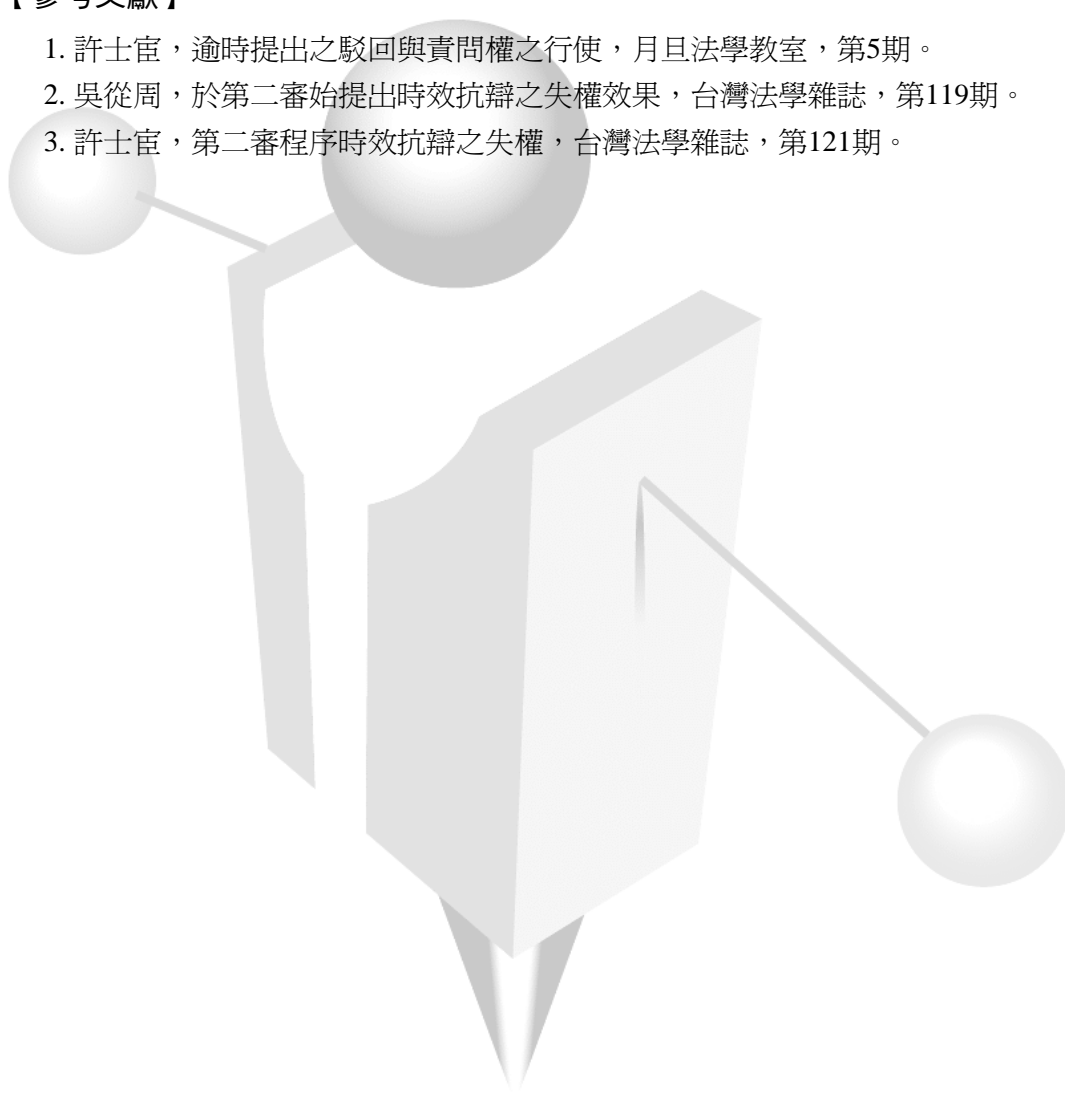 【參考文獻】
1. 許士宦，逾時提出之駁回與責問權之行使，月旦法學教室，第5期。
2. 吳從周，於第二審始提出時效抗辯之失權效果，台灣法學雜誌，第119期。
3. 許士宦，第二審程序時效抗辯之失權，台灣法學雜誌，第121期。